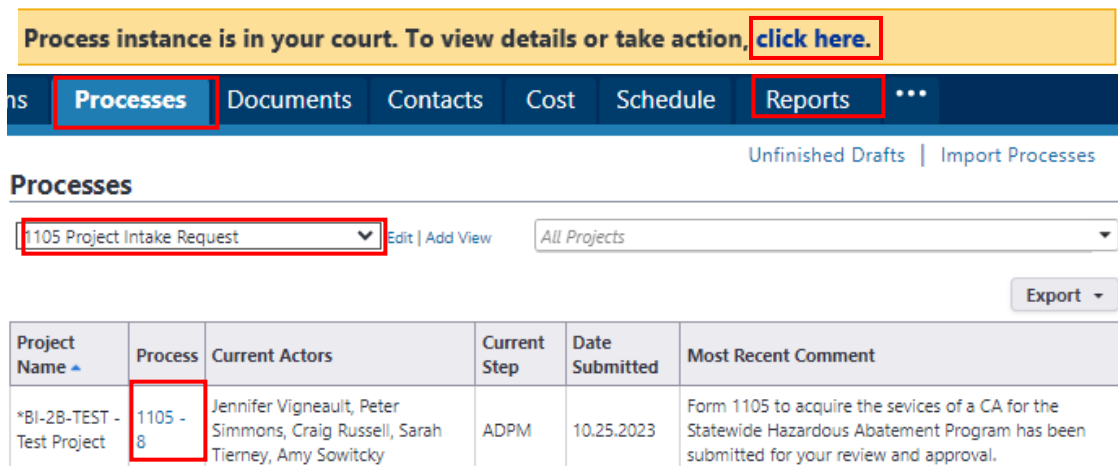 Process instance is in your court. To view details or take action, click here.
ns Processes Documents Contacts Cost Schedule Reports •••
Unfinished Drafts | Import Processes
Processes
1105 Project Intake Request Edit | Add View All Projects
Export
Project Name Process Current Actors Current Step Date Submitted Most Recent Comment
*BI-2B-TEST - Test Project 1105 - 8 Jennifer Vigneault, Peter Simmons, Craig Russell, Sarah Tierney, Amy Sowitcky ADPM 10.25.2023 Form 1105 to acquire the sevices of a CA for the Statewide Hazardous Abatement Program has been submitted for your review and approval.